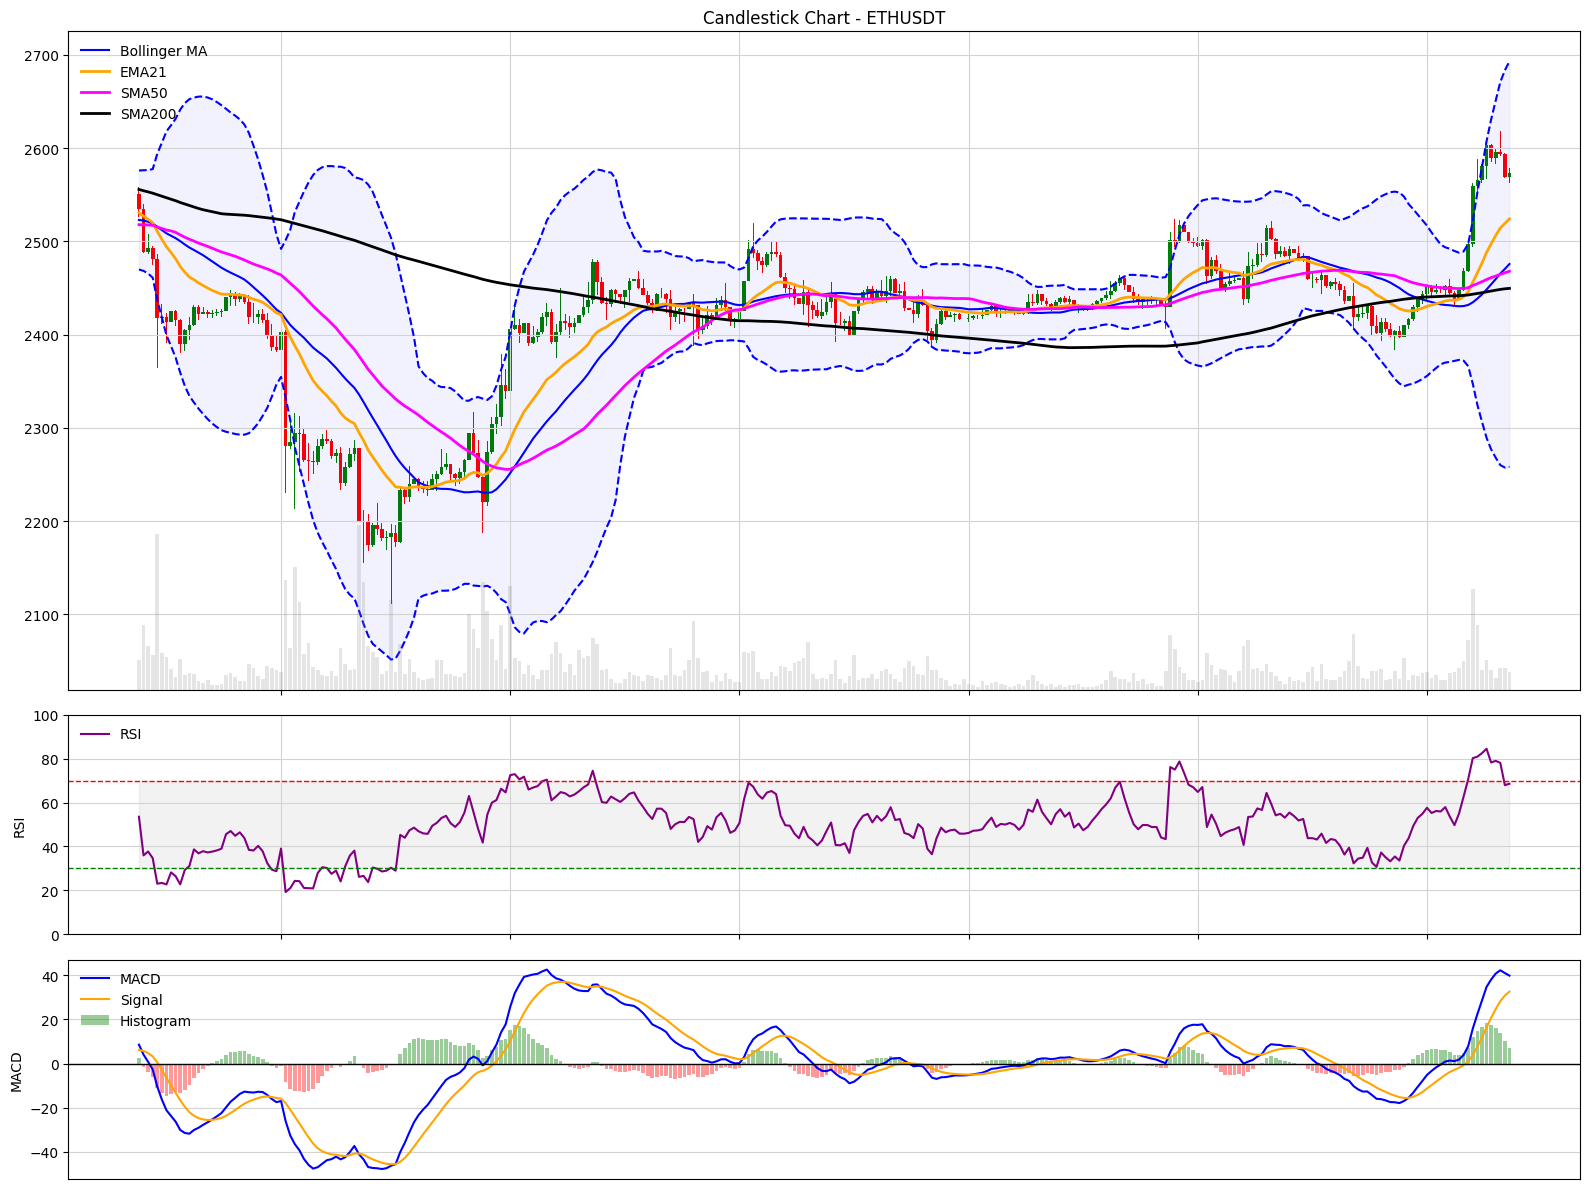 Candlestick Chart - ETHUSDT
Bollinger MA
EMA21
SMA50
SMA200
2700
2600
2500
2400
2300
2200
2100
RSI
100
80
60
40
20
0
RSI
MACD
Signal
Histogram
40
20
0
−20
−40
MACD